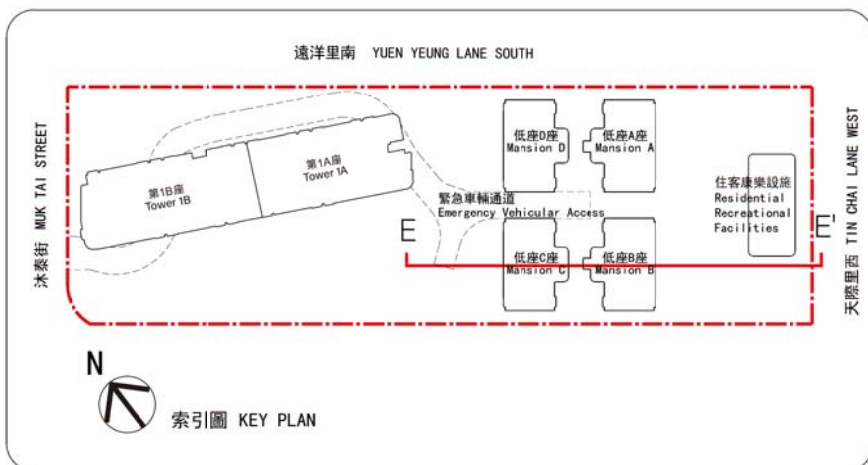 遠洋里南 YUEN YEUNG LANE SOUTH
沐泰街 MUK TAI STREET
第1B座
Tower 1B
第1A座
Tower 1A
低座D座
Mansion D
低座A座
Mansion A
緊急車輛通道
Emergency Vehicular Access
住客康樂設施
Residential
Recreational
Facilities
E
E'
低座C座
Mansion C
低座B座
Mansion B
天際里西 TIN CHAI LANE WEST
N
索引圖 KEY PLAN